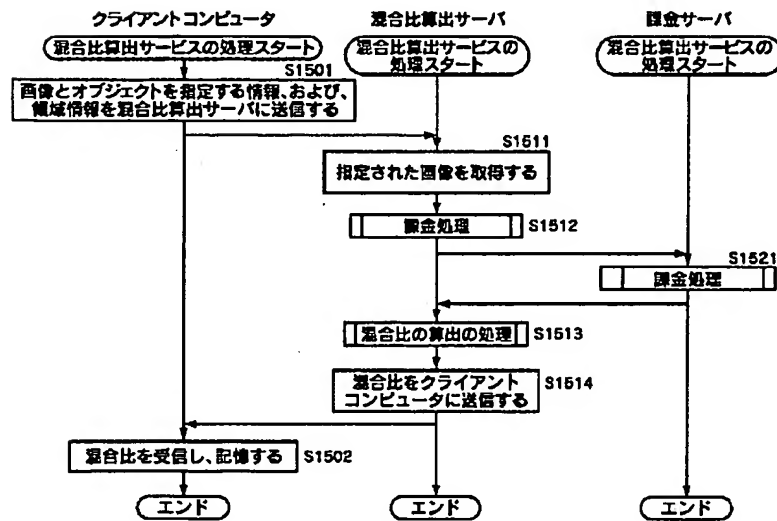 クライアントコンピュータ
混合比算出サーバ
課金サーバ
混合比算出サービスの処理スタート
混合比算出サービスの
処理スタート
混合比算出サービスの
処理スタート
S1501
画像とオブジェクトを指定する情報、および、
領域情報を混合比算出サーバに送信する
S1511
指定された画像を取得する
課金処理
S1512
S1521
課金処理
混合比の算出の処理
S1513
混合比をクライアント
コンピュータに送信する
S1514
混合比を受信し、記憶する
S1502
エンド
エンド
エンド